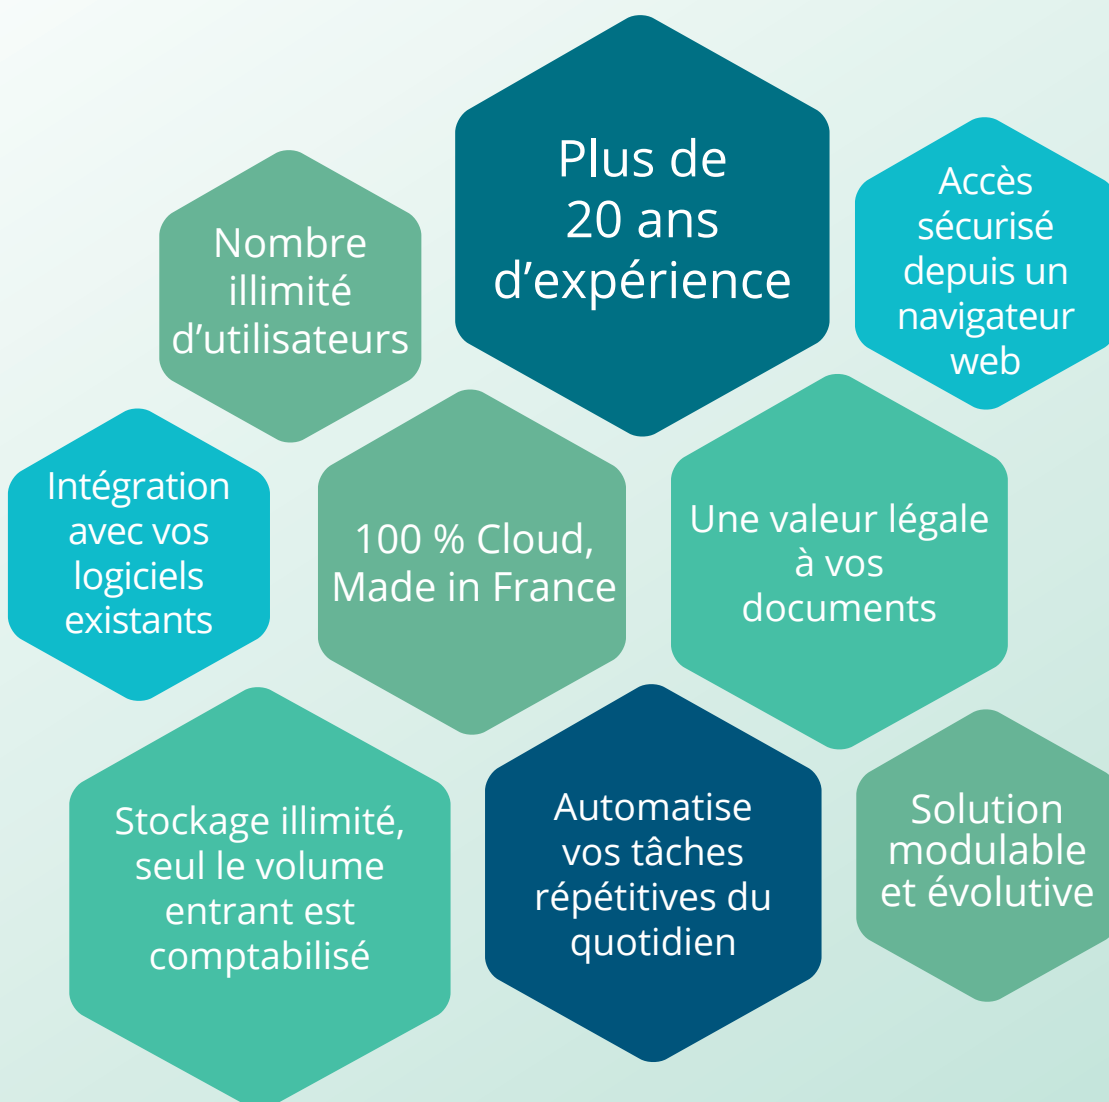 Plus de
20 ans
d’expérience
Nombre
illimité
d’utilisateurs
Accès
sécurisé
depuis un
navigateur
web
Intégration
avec vos
logiciels
existants
100 % Cloud,
Made in France
Une valeur légale
à vos
documents
Stockage illimité,
seul le volume
entrant est
comptabilisé
Automatise
vos tâches
répétitives du
quotidien
Solution
modulable
et évolutive